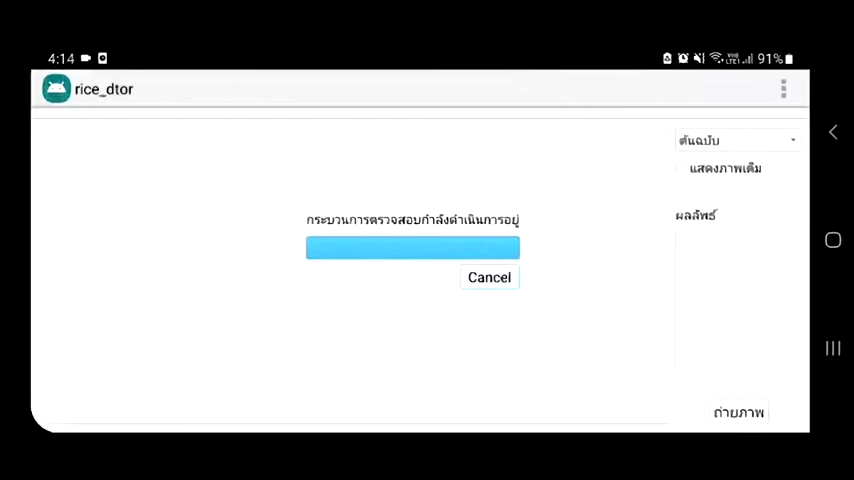 4:14
91%
rice_dtor
ต้นฉบับ
แสดงภาพเต็ม
กระบวนการตรวจสอบกำลังดำเนินการอยู่
ผลลัพธ์
Cancel
ถ่ายภาพ